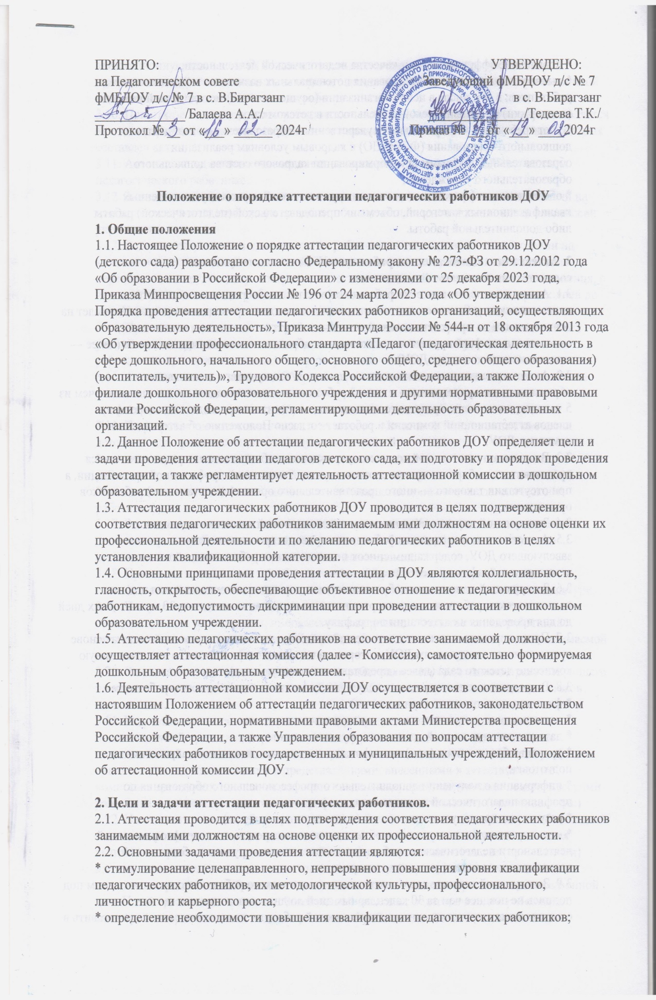 ПРИНЯТО:
на Педагогическом совете
фМБДОУ д/с № 7 в с. В.Бирагзанг
/Балаева А.А./
Протокол № 3 от «16» 02 2024г
УТВЕРЖДЕНО:
Заведующий фМБДОУ д/с № 7
в с. В.Бирагзанг
/Тедеева Т.К./
Приказ № от «19» 02 2024г
ДЛЯ
ДОКУМЕНТОВ
Положение о порядке аттестации педагогических работников ДОУ
1. Общие положения
1.1. Настоящее Положение о порядке аттестации педагогических работников ДОУ
(детского сада) разработано согласно Федеральному закону № 273-ФЗ от 29.12.2012 года
«Об образовании в Российской Федерации» с изменениями от 25 декабря 2023 года,
Приказа Минпросвещения России № 196 от 24 марта 2023 года «Об утверждении
Порядка проведения аттестации педагогических работников организаций, осуществляющих
образовательную деятельность», Приказа Минтруда России № 544-н от 18 октября 2013 года
«Об утверждении профессионального стандарта «Педагог (педагогическая деятельность в
сфере дошкольного, начального общего, основного общего, среднего общего образования)
(воспитатель, учитель)», Трудового Кодекса Российской Федерации, а также Положения о
филиале дошкольного образовательного учреждения и другими нормативными правовыми
актами Российской Федерации, регламентирующими деятельность образовательных
организаций.
1.2. Данное Положение об аттестации педагогических работников ДОУ определяет цели и
задачи проведения аттестации педагогов детского сада, их подготовку и порядок проведения
аттестации, а также регламентирует деятельность аттестационной комиссии в дошкольном
образовательном учреждении.
1.3. Аттестация педагогических работников ДОУ проводится в целях подтверждения
соответствия педагогических работников занимаемым ими должностям на основе оценки их
профессиональной деятельности и по желанию педагогических работников в целях
установления квалификационной категории.
1.4. Основными принципами проведения аттестации в ДОУ являются коллегиальность,
гласность, открытость, обеспечивающие объективное отношение к педагогическим
работникам, недопустимость дискриминации при проведении аттестации в дошкольном
образовательном учреждении.
1.5. Аттестацию педагогических работников на соответствие занимаемой должности,
осуществляет аттестационная комиссия (далее - Комиссия), самостоятельно формируемая
дошкольным образовательным учреждением.
1.6. Деятельность аттестационной комиссии ДОУ осуществляется в соответствии с
настоявшим Положением об аттестации педагогических работников, законодательством
Российской Федерации, нормативными правовыми актами Министерства просвещения
Российской Федерации, а также Управления образования по вопросам аттестации
педагогических работников государственных и муниципальных учреждений, Положением
об аттестационной комиссии ДОУ.
2. Цели и задачи аттестации педагогических работников.
2.1. Аттестация проводится в целях подтверждения соответствия педагогических работников
занимаемым ими должностям на основе оценки их профессиональной деятельности.
2.2. Основными задачами проведения аттестации являются:
* стимулирование целенаправленного, непрерывного повышения уровня квалификации
педагогических работников, их методологической культуры, профессионального,
личностного и карьерного роста;
* определение необходимости повышения квалификации педагогических работников;